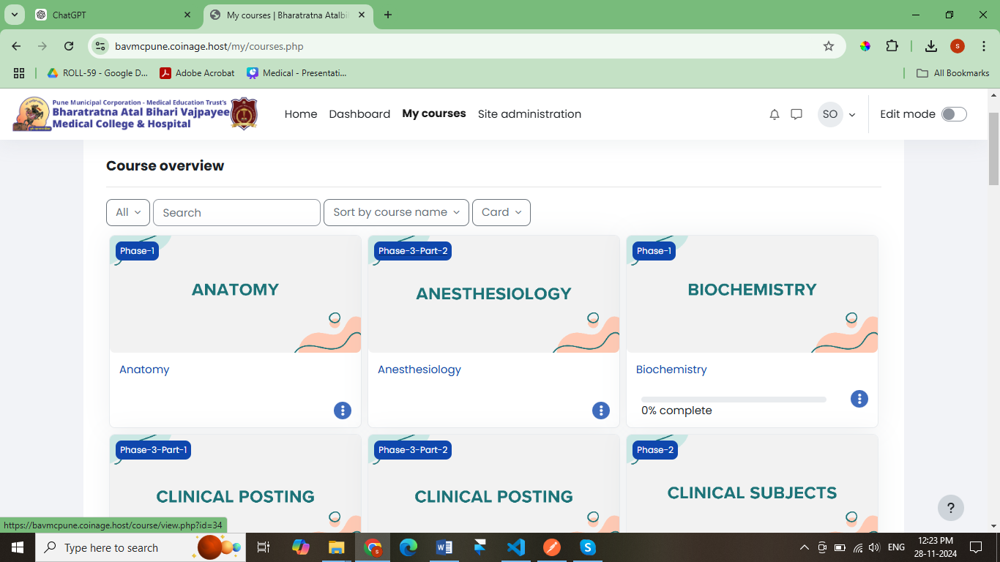 ChatGPT
My courses | Bharatratna Atalbi
bavmcpune.coinage.host/my/courses.php
S
ROLL-59 - Google D...
Adobe Acrobat
Medical - Presentati...
All Bookmarks
Pune Municipal Corporation - Medical Education Trust's
Bharatratna Atal Bihari Vajpayee
Medical College & Hospital
Home
Dashboard
My courses
Site administration
SO
Edit mode
Course overview
All
Search
Sort by course name
Card
Phase-1
ANATOMY
Anatomy
Phase-3-Part-2
ANESTHESIOLOGY
Anesthesiology
Phase-1
BIOCHEMISTRY
Biochemistry
0% complete
Phase-3-Part-1
CLINICAL POSTING
Phase-3-Part-2
CLINICAL POSTING
Phase-2
CLINICAL SUBJECTS
?
https://bavmcpune.coinage.host/course/view.php?id=34
Type here to search
ENG
12:23 PM
28-11-2024